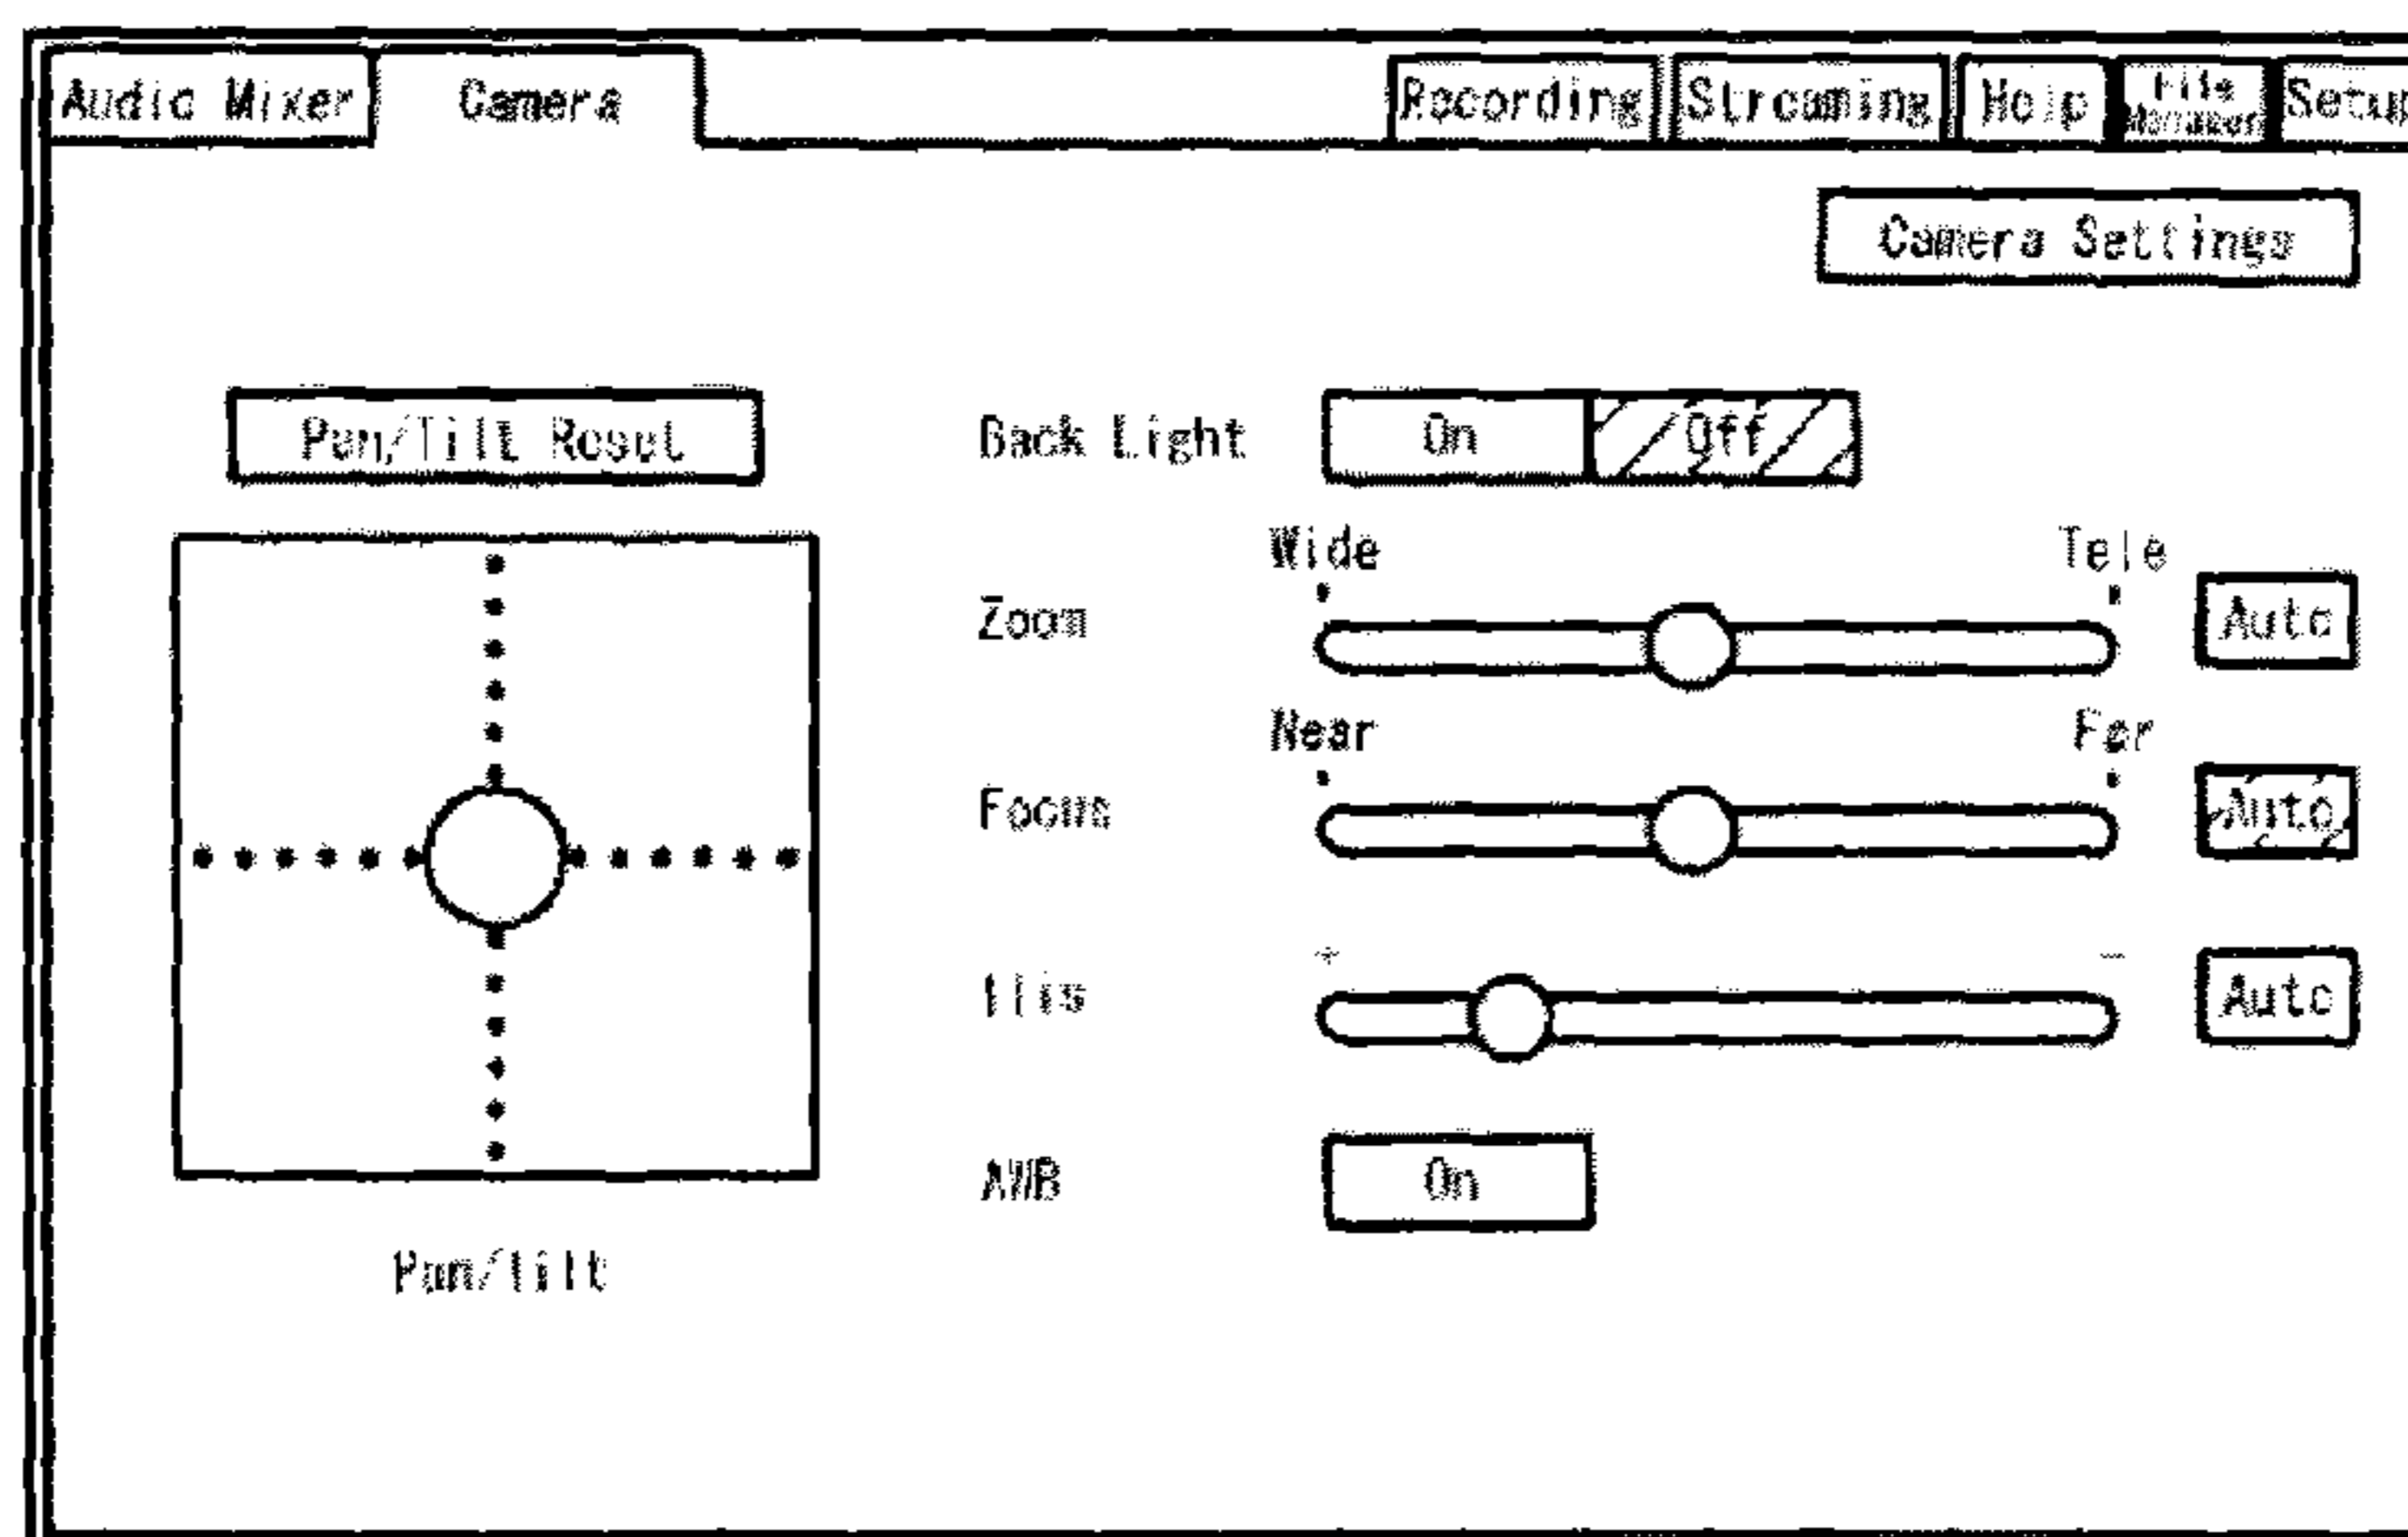 Audio Mixer Camera Recording Streaming Help File Manager Setup
Camera Settings
Pan/Tilt Reset Back Light On Off
Wide Tele
Zoom Auto
Near Far
Focus Auto
+ −
Auto
AWB On
Pan/tilt